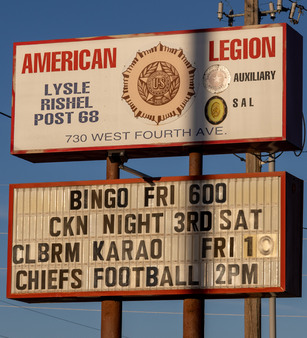 AMERICAN LEGION
LYSLE
RISHEL
POST 68
U.S.
AUXILIARY
S A L
730 WEST FOURTH AVE.
BINGO FRI 600
CKN NIGHT 3RD SAT
CLBRM KARAO FRI 10
CHIEFS FOOTBALL 2PM